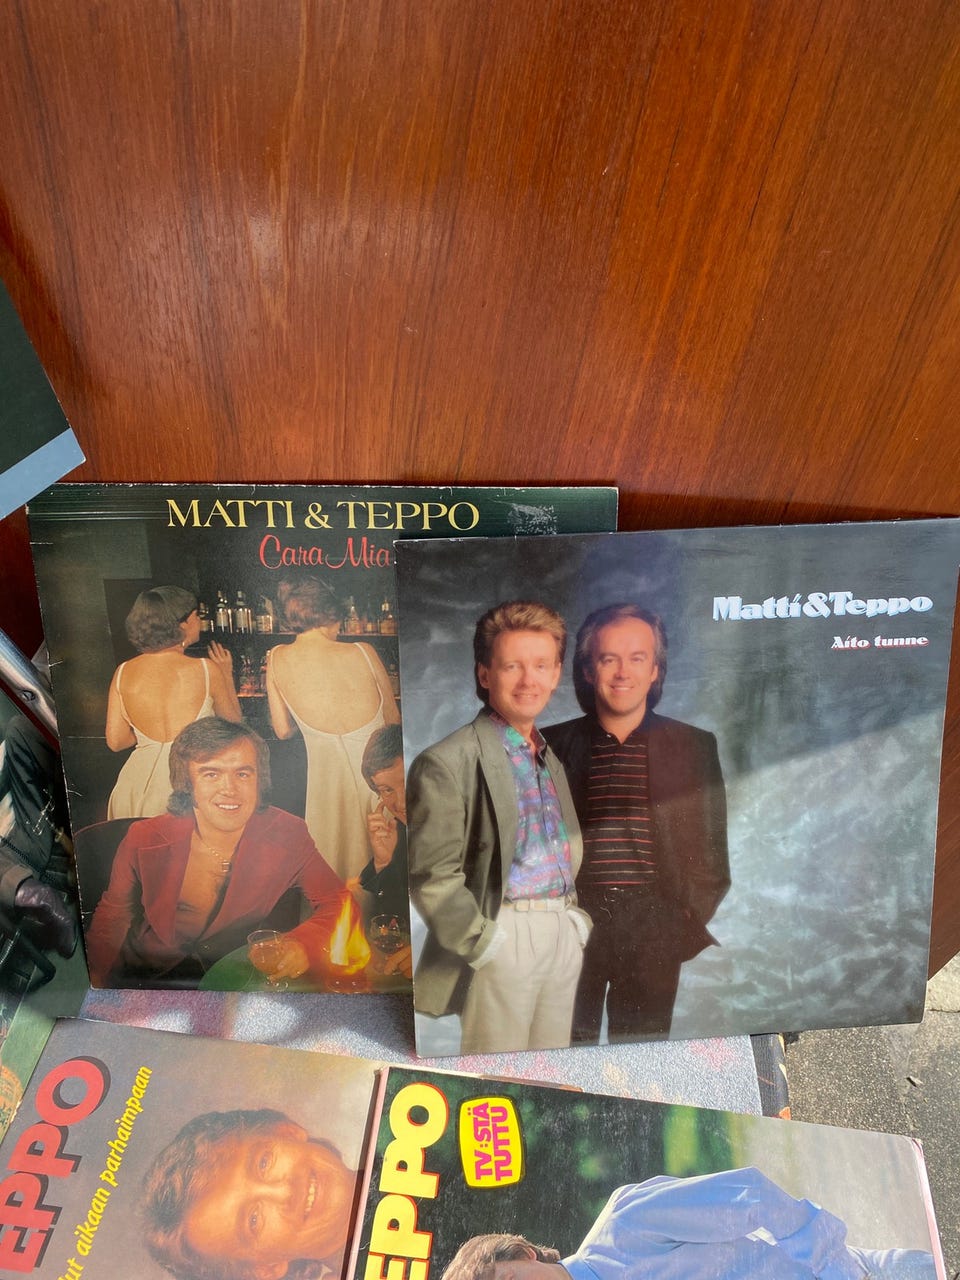 MATTI & TEPPO
Cara Mia
Matti&Teppo
Aito tunne
EPPO
ut aikaan parhaimpaan
EPPO
TV:STÄ
TUTTU